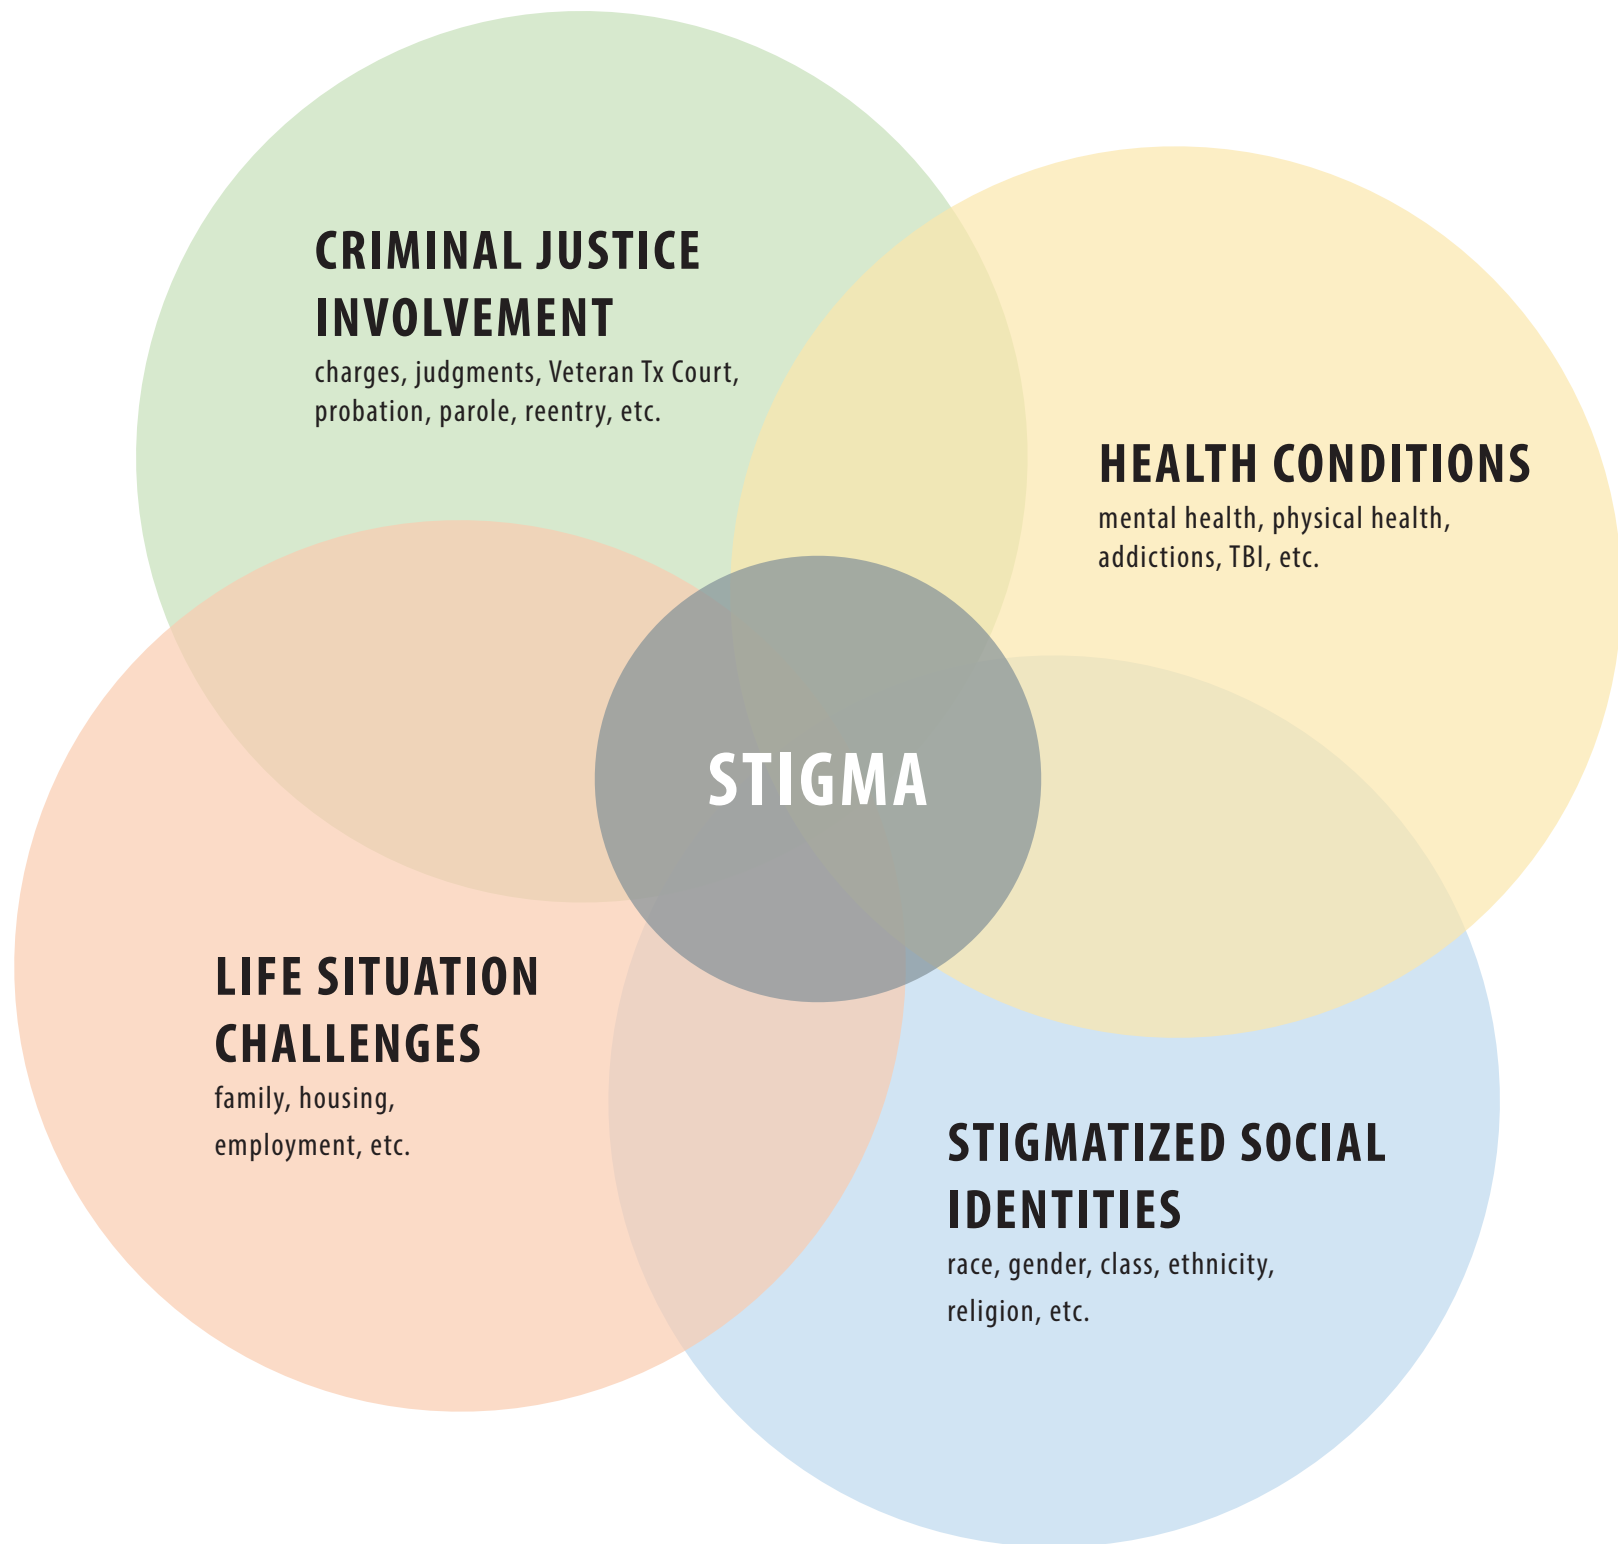 CRIMINAL JUSTICE
INVOLVEMENT
charges, judgments, Veteran Tx Court,
probation, parole, reentry, etc.
HEALTH CONDITIONS
mental health, physical health,
addictions, TBI, etc.
STIGMA
LIFE SITUATION
CHALLENGES
family, housing,
employment, etc.
STIGMATIZED SOCIAL
IDENTITIES
race, gender, class, ethnicity,
religion, etc.